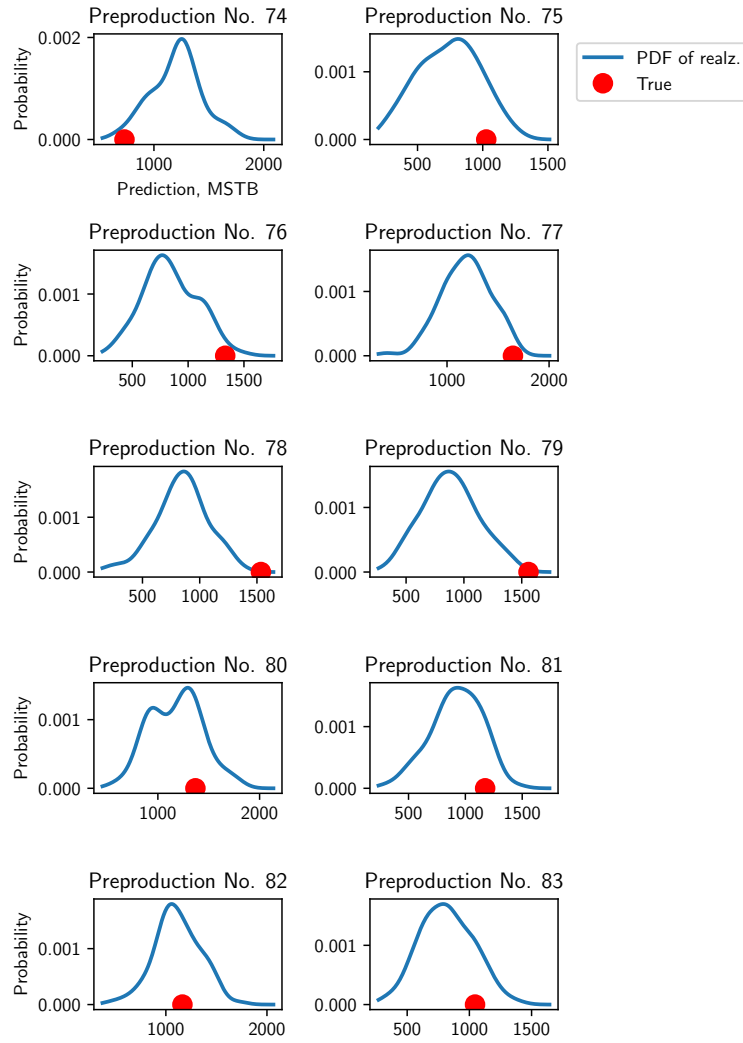 Preproduction No. 74
Probability
0.002
0.000
1000 2000
Prediction, MSTB
Preproduction No. 75
0.001
0.000
500 1000 1500
PDF of realz.
True
Preproduction No. 76
Probability
0.001
0.000
500 1000 1500
Preproduction No. 77
0.001
0.000
1000 2000
Preproduction No. 78
Probability
0.001
0.000
500 1000 1500
Preproduction No. 79
0.001
0.000
500 1000 1500
Preproduction No. 80
Probability
0.001
0.000
1000 2000
Preproduction No. 81
0.001
0.000
500 1000 1500
Preproduction No. 82
Probability
0.001
0.000
1000 2000
Preproduction No. 83
0.001
0.000
500 1000 1500